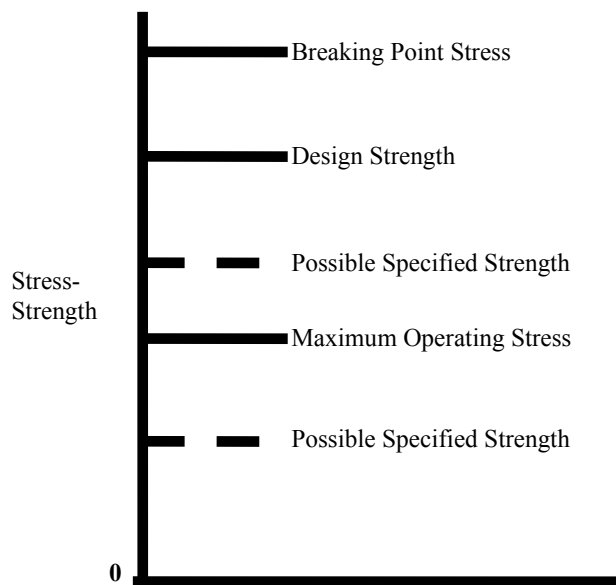 Breaking Point Stress
Design Strength
Possible Specified Strength
Stress-
Strength
Maximum Operating Stress
Possible Specified Strength
0